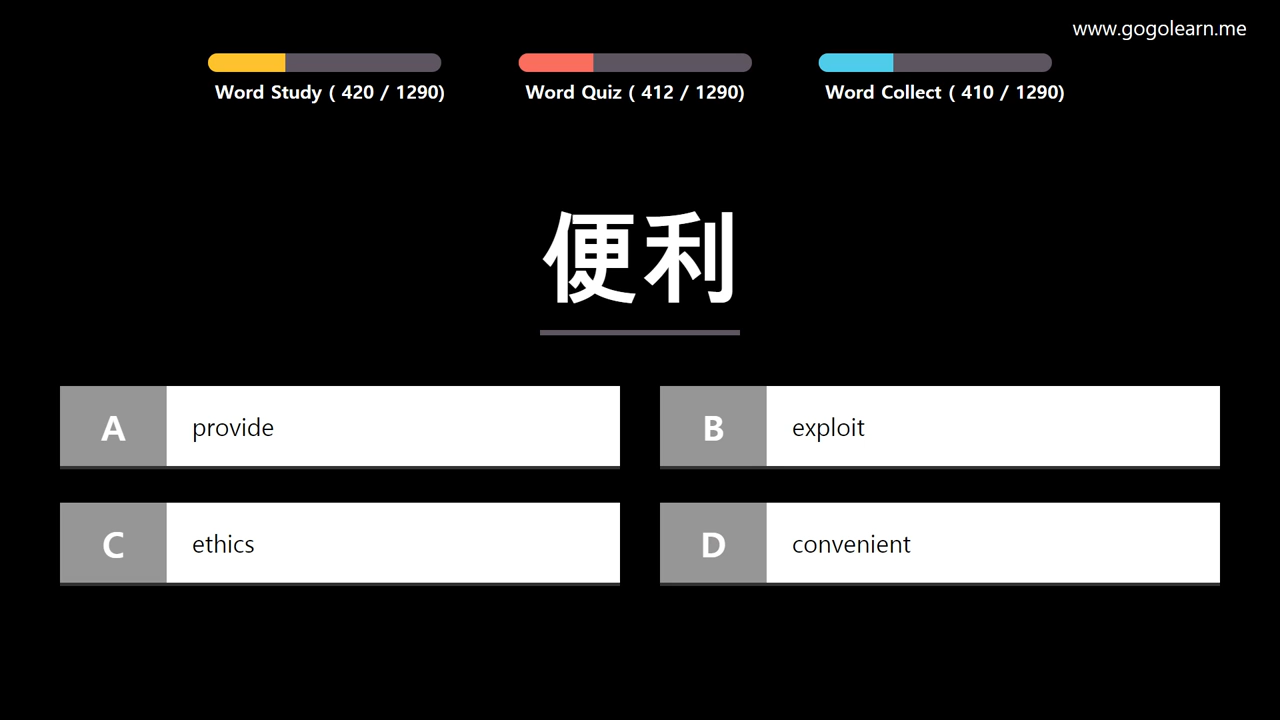 www.gogolearn.me
Word Study ( 420 / 1290)
Word Quiz ( 412 / 1290)
Word Collect ( 410 / 1290)
便利
A provide
B exploit
C ethics
D convenient